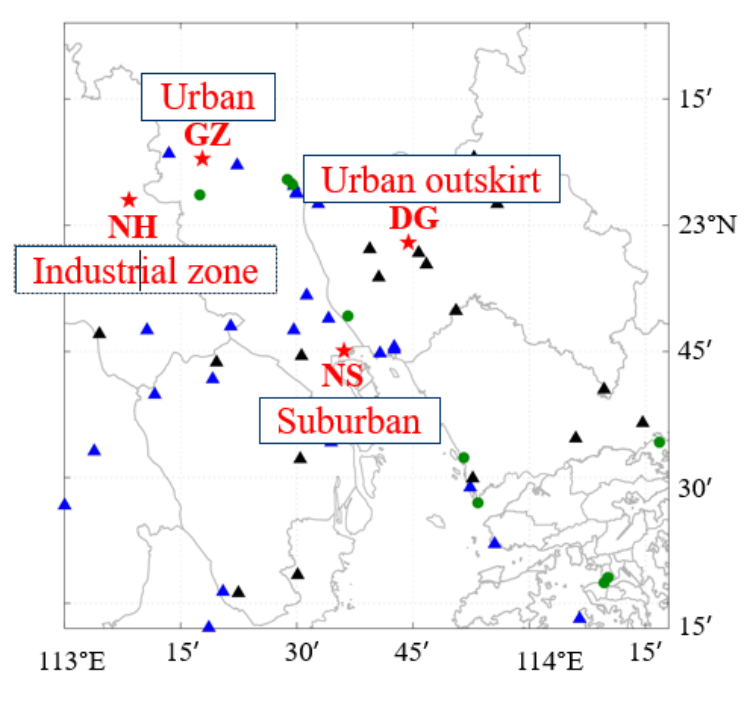 15′
Urban
GZ
Urban outskirt
DG
NH
23°N
Industrial zone
45′
NS
Suburban
30′
15′
113°E 15′ 30′ 45′ 114°E 15′